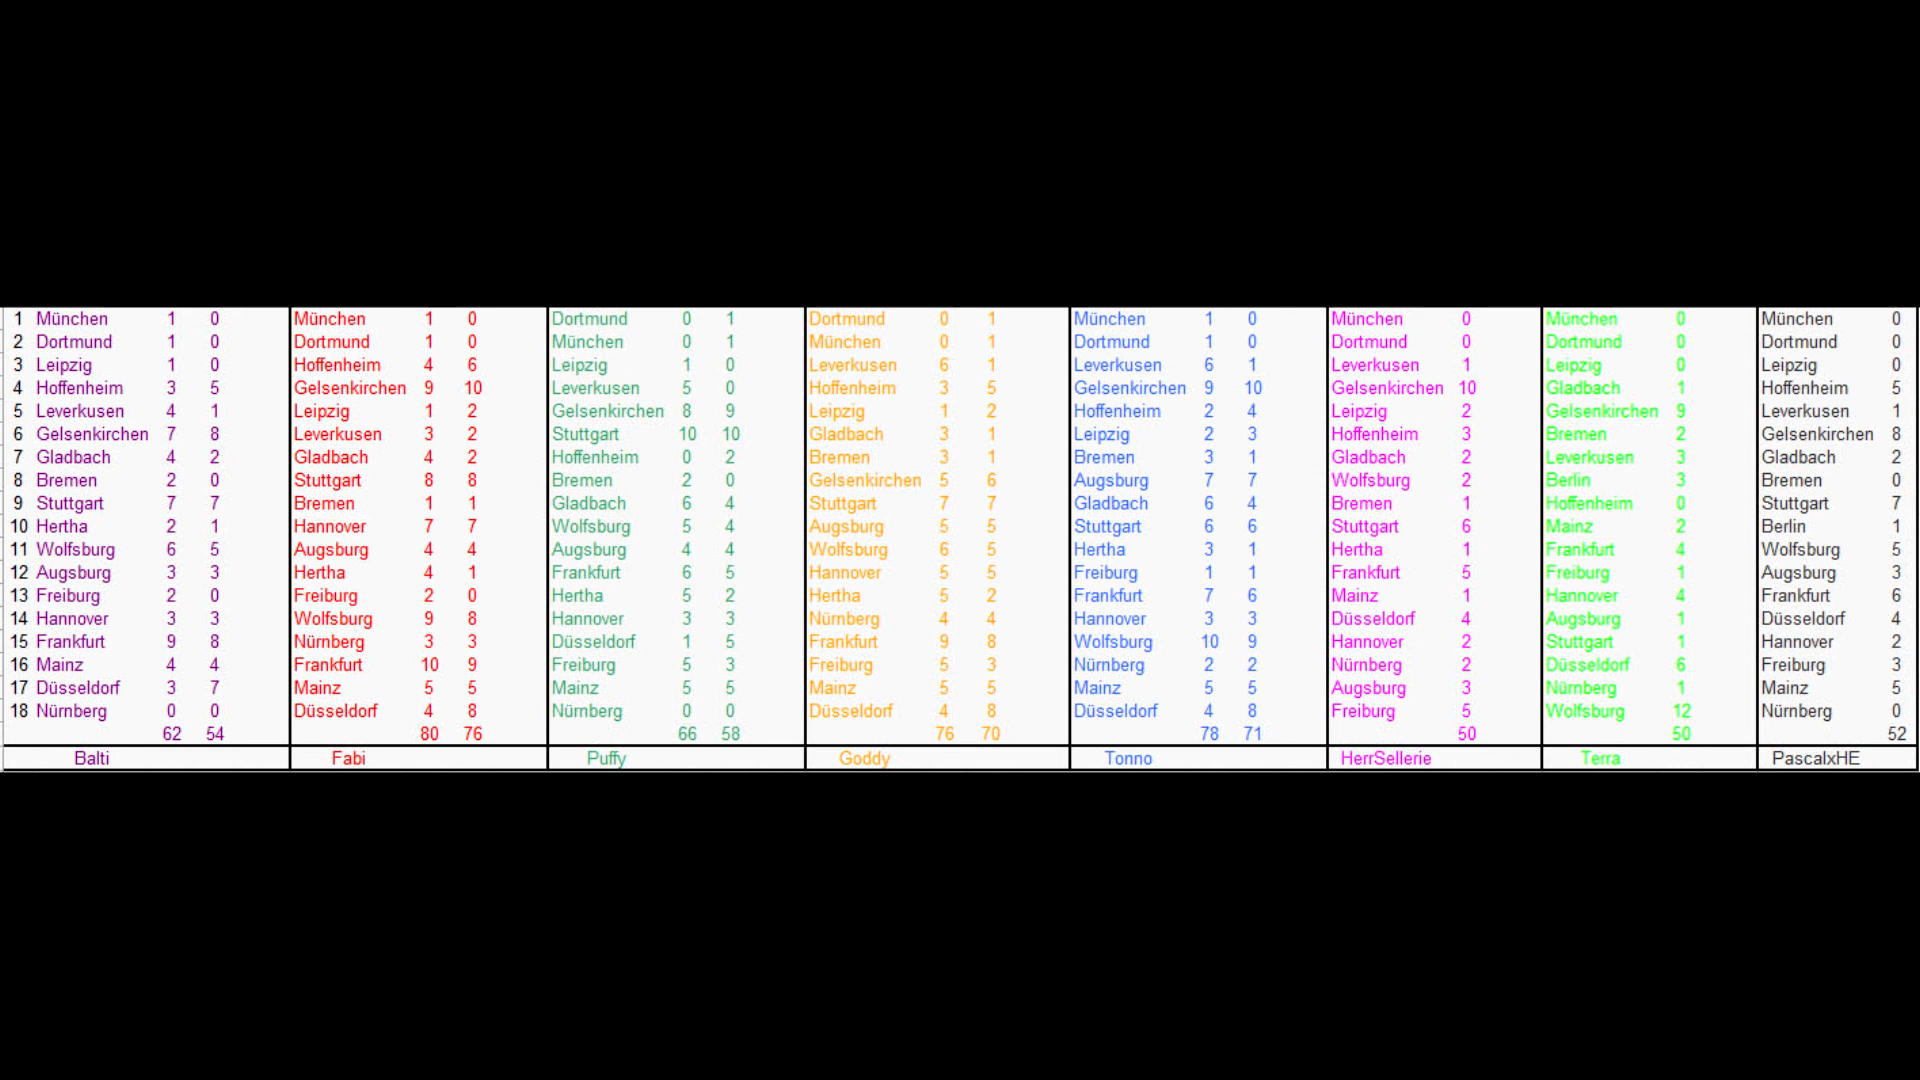 1 München 1 0 München 1 0 Dortmund 0 1 Dortmund 0 1 München 1 0 München 0 München 0 München 0
2 Dortmund 1 0 Dortmund 1 0 München 0 1 München 0 1 Dortmund 1 0 Dortmund 0 Dortmund 0 Dortmund 0
3 Leipzig 1 0 Hoffenheim 4 6 Leipzig 1 0 Leverkusen 6 1 Leverkusen 6 1 Leverkusen 1 Leipzig 0 Leipzig 0
4 Hoffenheim 3 5 Gelsenkirchen 9 10 Leverkusen 5 0 Hoffenheim 3 5 Gelsenkirchen 9 10 Gelsenkirchen 10 Gladbach 1 Hoffenheim 5
5 Leverkusen 4 1 Leipzig 1 2 Gelsenkirchen 8 9 Leipzig 1 2 Hoffenheim 2 4 Leipzig 2 Gelsenkirchen 9 Leverkusen 1
6 Gelsenkirchen 7 8 Leverkusen 3 2 Stuttgart 10 10 Gladbach 3 1 Leipzig 2 3 Hoffenheim 3 Bremen 2 Gelsenkirchen 8
7 Gladbach 4 2 Gladbach 4 2 Hoffenheim 0 2 Bremen 3 1 Bremen 3 1 Gladbach 2 Leverkusen 3 Gladbach 2
8 Bremen 2 0 Stuttgart 8 8 Bremen 2 0 Gelsenkirchen 5 6 Augsburg 7 7 Wolfsburg 2 Berlin 3 Bremen 0
9 Stuttgart 7 7 Bremen 1 1 Gladbach 6 4 Stuttgart 7 7 Gladbach 6 4 Bremen 1 Hoffenheim 0 Stuttgart 7
10 Hertha 2 1 Hannover 7 7 Wolfsburg 5 4 Augsburg 5 5 Stuttgart 6 6 Stuttgart 6 Mainz 2 Berlin 1
11 Wolfsburg 6 5 Augsburg 4 4 Augsburg 4 4 Wolfsburg 6 5 Hertha 3 1 Hertha 1 Frankfurt 4 Wolfsburg 5
12 Augsburg 3 3 Hertha 4 1 Frankfurt 6 5 Hannover 5 5 Freiburg 1 1 Frankfurt 5 Freiburg 1 Augsburg 3
13 Freiburg 2 0 Freiburg 2 0 Hertha 5 2 Hertha 5 2 Frankfurt 7 6 Mainz 1 Hannover 4 Frankfurt 6
14 Hannover 3 3 Wolfsburg 9 8 Hannover 3 3 Nürnberg 4 4 Hannover 3 3 Düsseldorf 4 Augsburg 1 Düsseldorf 4
15 Frankfurt 9 8 Nürnberg 3 3 Düsseldorf 1 5 Frankfurt 9 8 Wolfsburg 10 9 Hannover 2 Stuttgart 1 Hannover 2
16 Mainz 4 4 Frankfurt 10 9 Freiburg 5 3 Freiburg 5 3 Nürnberg 2 2 Nürnberg 2 Düsseldorf 6 Freiburg 3
17 Düsseldorf 3 7 Mainz 5 5 Mainz 5 5 Mainz 5 5 Mainz 5 5 Augsburg 3 Nürnberg 1 Mainz 5
18 Nürnberg 0 0 Düsseldorf 4 8 Nürnberg 0 0 Düsseldorf 4 8 Düsseldorf 4 8 Freiburg 5 Wolfsburg 12 Nürnberg 0
62 54 80 76 66 58 76 70 78 71 50 50 52
Balti Fabi Puffy Goddy Tonno HerrSellerie Terra PascalxHE